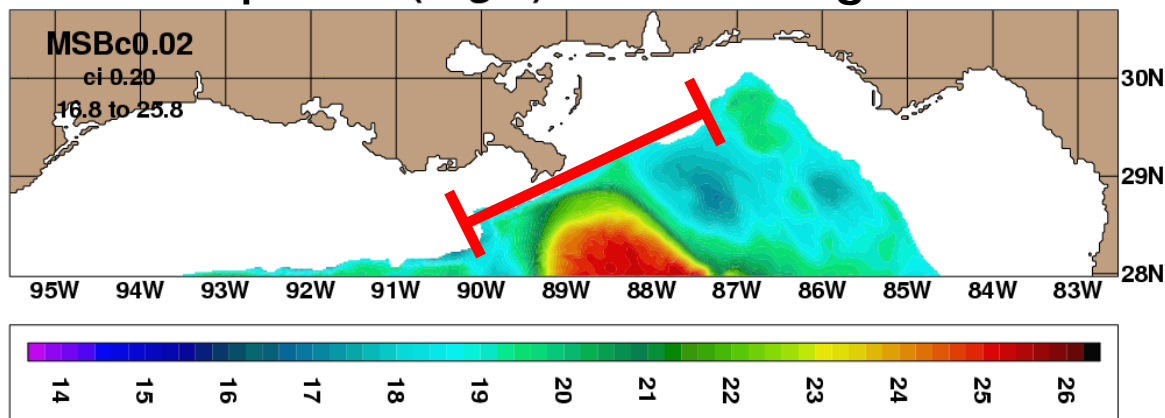 MSBc0.02
ci 0.20
16.8 to 25.8
30N
29N
28N
95W 94W 93W 92W 91W 90W 89W 88W 87W 86W 85W 84W 83W
14 15 16 17 18 19 20 21 22 23 24 25 26